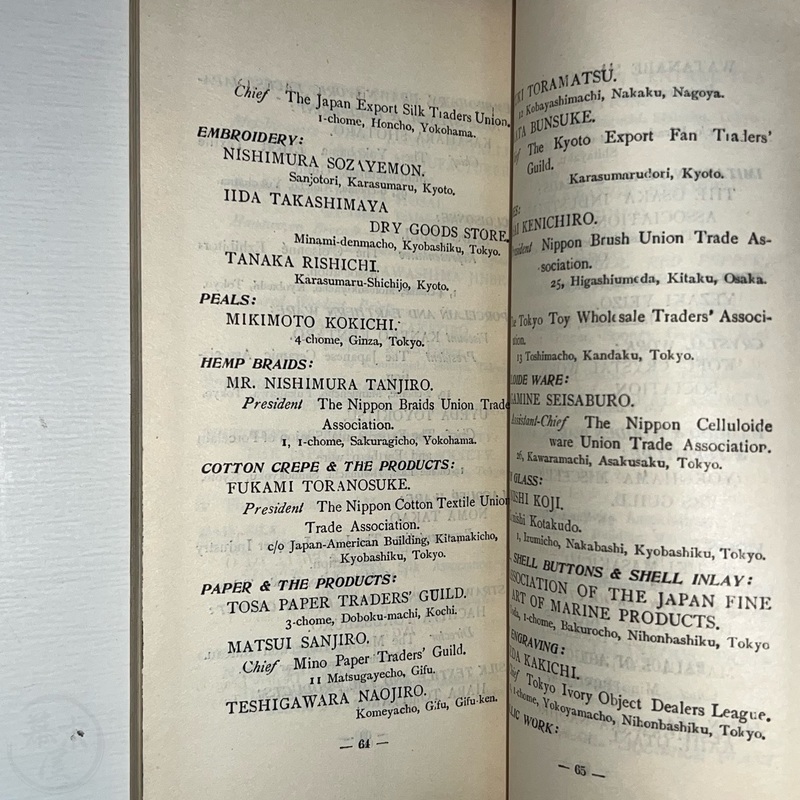 Chief The Japan Export Silk Traders Union.
1-chome, Honcho, Yokohama.
EMBROIDERY:
NISHIMURA SOZAYEMON.
Sanjotori, Karasumaru, Kyoto.
IIDA TAKASHIMAYA
DRY GOODS STORE.
Minami-denmacho, Kyobashiku, Tokyo.
TANAKA RISHICHI.
Karasumaru-Shichijo, Kyoto.
PEALS:
MIKIMOTO KOKICHI.
4-chome, Ginza, Tokyo.
HEMP BRAIDS:
MR. NISHIMURA TANJIRO.
President The Nippon Braids Union Trade
Association.
1, 1-chome, Sakuragicho, Yokohama.
COTTON CREPE & THE PRODUCTS:
FUKAMI TORANOSUKE.
President The Nippon Cotton Textile Union
Trade Association.
c/o Japan-American Building, Kitamakicho,
Kyobashiku, Tokyo.
PAPER & THE PRODUCTS:
TOSA PAPER TRADERS' GUILD.
3-chome, Doboku-machi, Kochi.
MATSUI SANJIRO.
Chief Mino Paper Traders' Guild.
11 Matsugayecho, Gifu.
TESHIGAWARA NAOJIRO.
Komeyacho, Gifu, Gifu-ken.
— 64 —
TORAMATSU.
Kobayashimachi, Nakaku, Nagoya.
BUNSUKE.
The Kyoto Export Fan Traders'
Guild.
Karasumarudori, Kyoto.
KENICHIRO.
Nippon Brush Union Trade As-
sociation.
25, Higashiumeda, Kitaku, Osaka.
Tokyo Toy Wholesale Traders' Associ-
13 Toshimacho, Kandaku, Tokyo.
WARE:
SEISABURO.
Assistant-Chief The Nippon Celluloide
ware Union Trade Association.
26, Kawaramachi, Asakusaku, Tokyo.
GLASS:
KOJI.
Kotakudo.
1, Izumicho, Nakabashi, Kyobashiku, Tokyo.
SHELL BUTTONS & SHELL INLAY:
ASSOCIATION OF THE JAPAN FINE
ART OF MARINE PRODUCTS.
1-chome, Bakurocho, Nihonbashiku, Tokyo
ENGRAVING:
KAKICHI.
Tokyo Ivory Object Dealers League.
1-chome, Yokoyamacho, Nihonbashiku, Tokyo.
WORK:
— 65 —